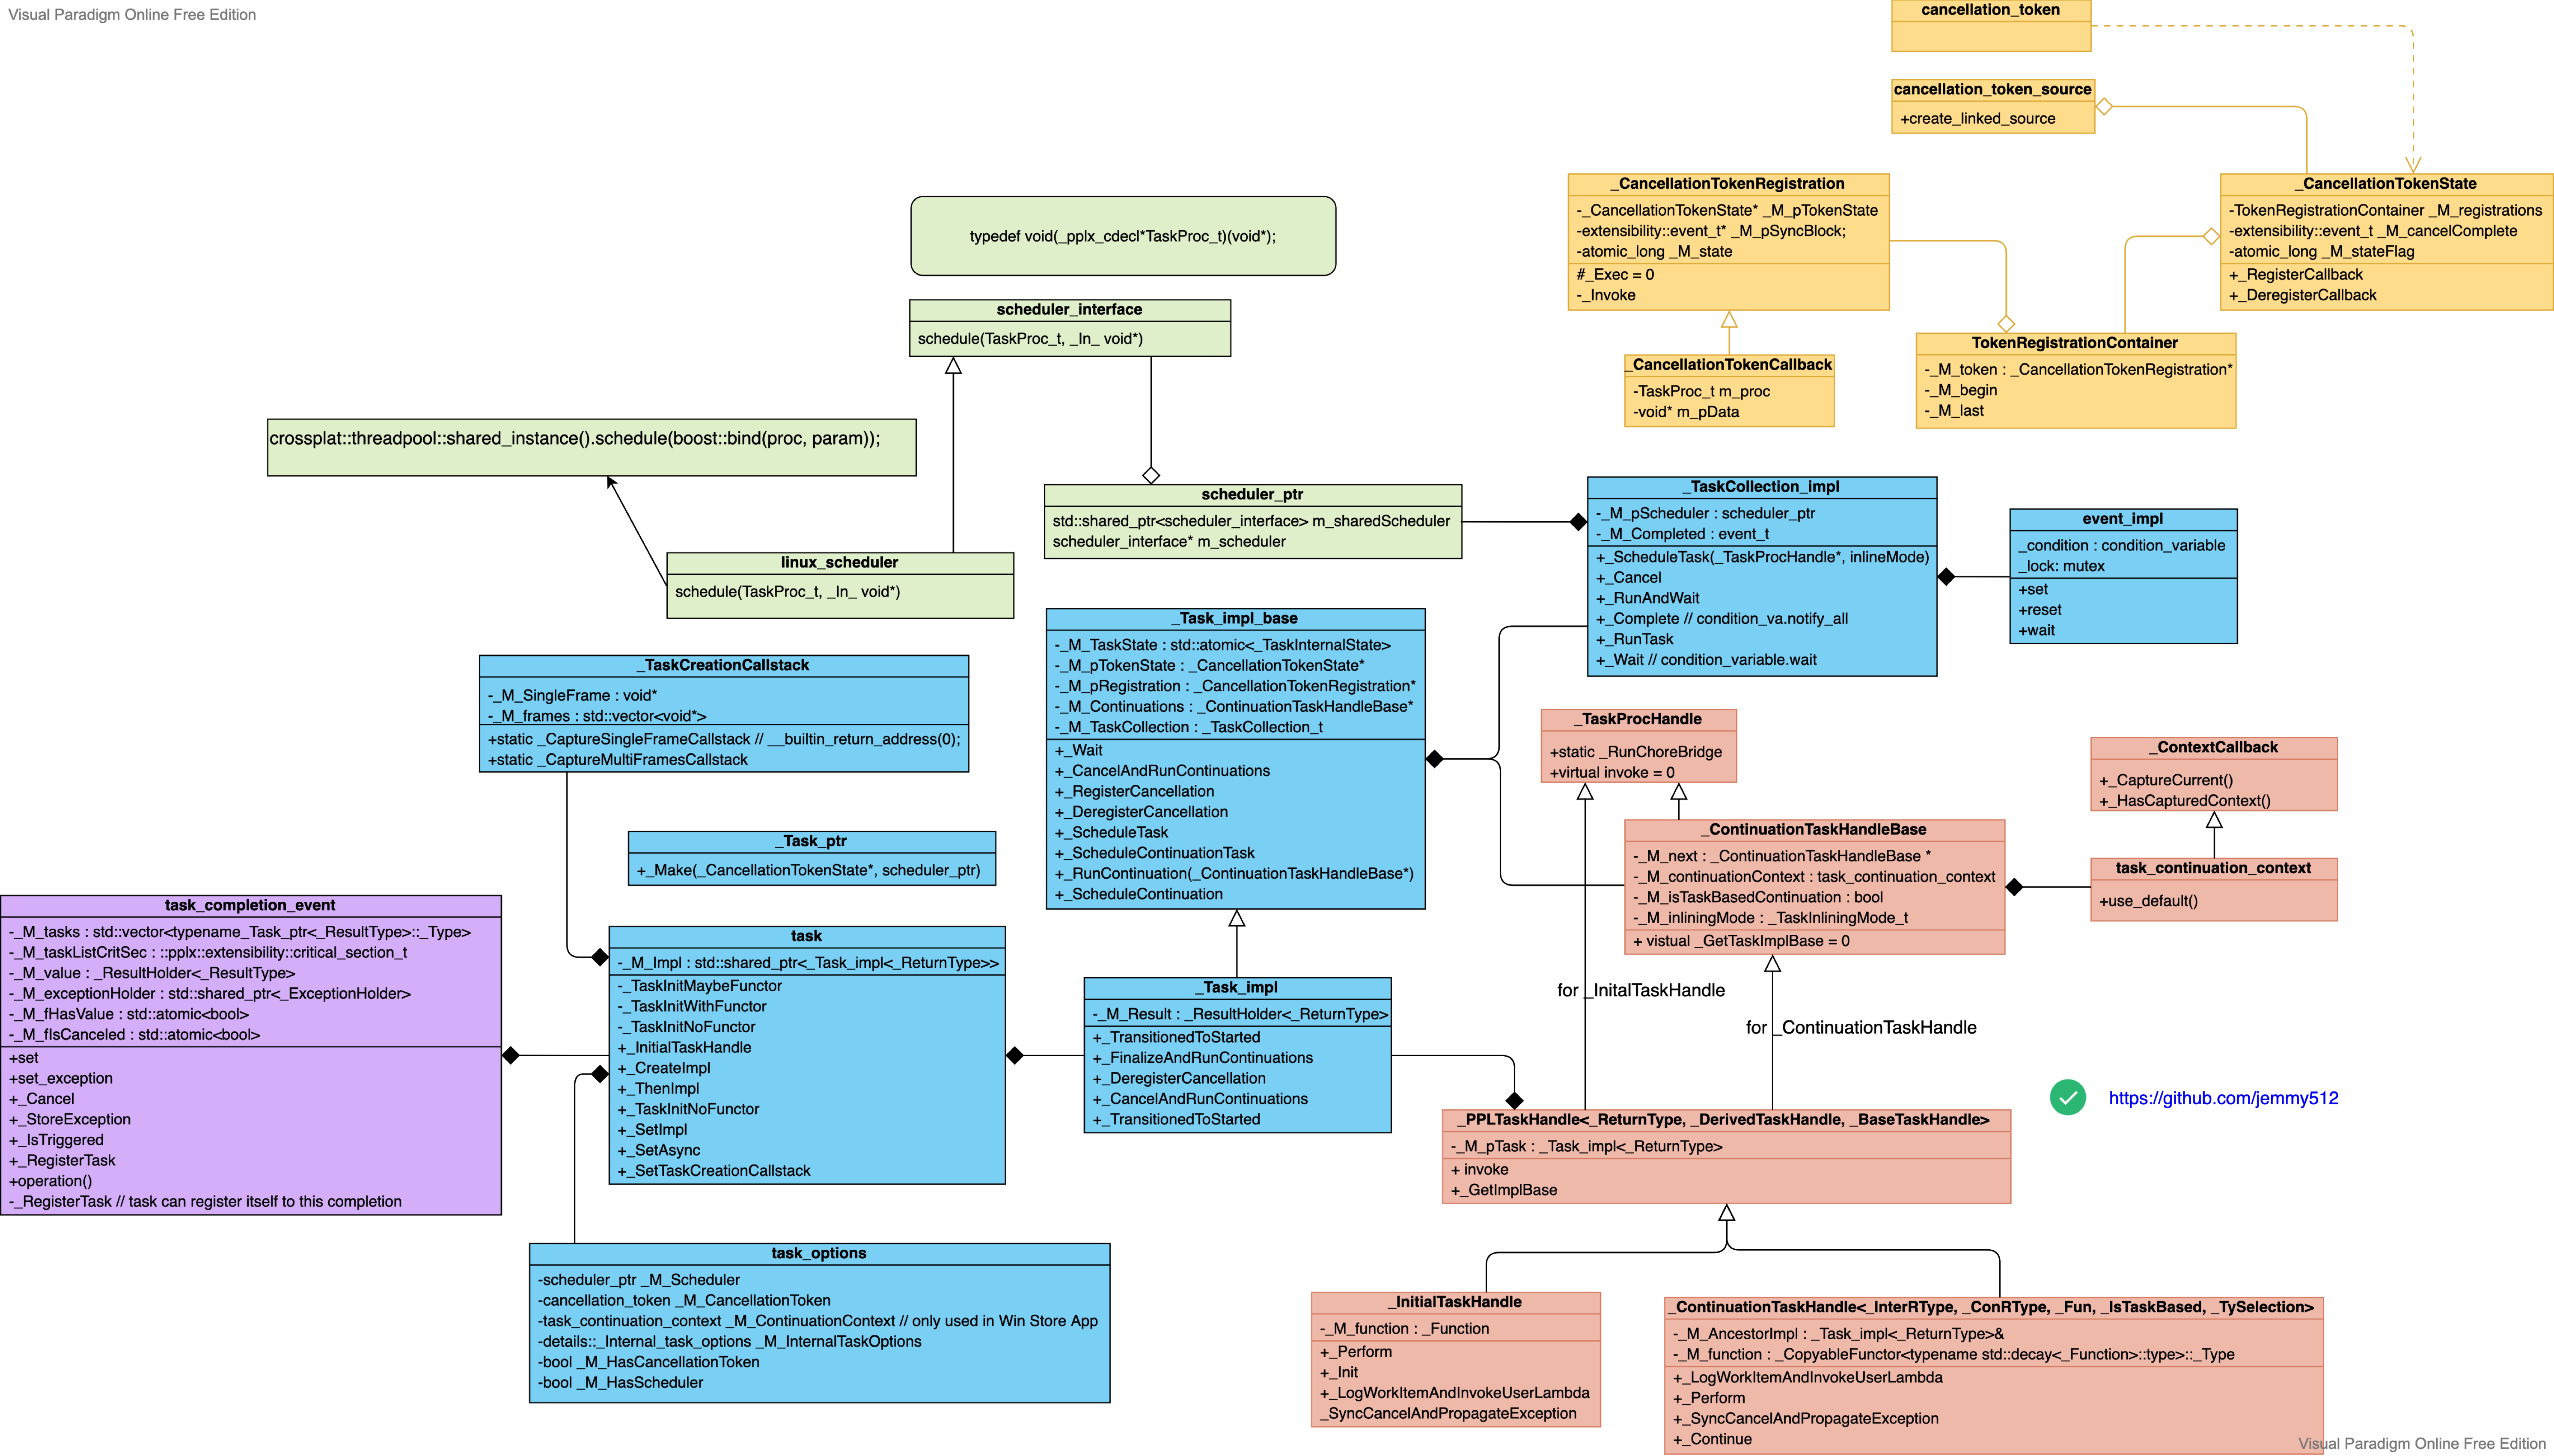 Visual Paradigm Online Free Edition
cancellation_token
cancellation_token_source
+create_linked_source
_CancellationTokenRegistration
-_CancellationTokenState* _M_pTokenState
-extensibility::event_t* _M_pSyncBlock;
-atomic_long _M_state
#_Exec = 0
-_Invoke
_CancellationTokenState
-TokenRegistrationContainer _M_registrations
-extensibility::event_t _M_cancelComplete
-atomic_long _M_stateFlag
+_RegisterCallback
+_DeregisterCallback
typedef void(_pplx_cdecl*TaskProc_t)(void*);
scheduler_interface
schedule(TaskProc_t, _In_ void*)
_CancellationTokenCallback
-TaskProc_t m_proc
-void* m_pData
TokenRegistrationContainer
-_M_token : _CancellationTokenRegistration*
-_M_begin
-_M_last
crossplat::threadpool::shared_instance().schedule(boost::bind(proc, param));
scheduler_ptr
std::shared_ptr<scheduler_interface> m_sharedScheduler
scheduler_interface* m_scheduler
_TaskCollection_impl
-_M_pScheduler : scheduler_ptr
-_M_Completed : event_t
+_ScheduleTask(_TaskProcHandle*, inlineMode)
+_Cancel
+_RunAndWait
+_Complete // condition_va.notify_all
+_RunTask
+_Wait // condition_variable.wait
event_impl
_condition : condition_variable
_lock: mutex
+set
+reset
+wait
linux_scheduler
schedule(TaskProc_t, _In_ void*)
_Task_impl_base
-_M_TaskState : std::atomic<_TaskInternalState>
-_M_pTokenState : _CancellationTokenState*
-_M_pRegistration : _CancellationTokenRegistration*
-_M_Continuations : _ContinuationTaskHandleBase*
-_M_TaskCollection : _TaskCollection_t
+_Wait
+_CancelAndRunContinuations
+_RegisterCancellation
+_DeregisterCancellation
+_ScheduleTask
+_ScheduleContinuationTask
+_RunContinuation(_ContinuationTaskHandleBase*)
+_ScheduleContinuation
_TaskCreationCallstack
-_M_SingleFrame : void*
-_M_frames : std::vector<void*>
+static _CaptureSingleFrameCallstack // __builtin_return_address(0);
+static _CaptureMultiFramesCallstack
_TaskProcHandle
+static _RunChoreBridge
+virtual invoke = 0
_ContextCallback
+_CaptureCurrent()
+_HasCapturedContext()
_Task_ptr
+_Make(_CancellationTokenState*, scheduler_ptr)
_ContinuationTaskHandleBase
-_M_next : _ContinuationTaskHandleBase *
-_M_continuationContext : task_continuation_context
-_M_isTaskBasedContinuation : bool
-_M_inliningMode : _TaskInliningMode_t
+ vistual _GetTaskImplBase = 0
task_continuation_context
+use_default()
task_completion_event
-_M_tasks : std::vector<typename_Task_ptr<_ResultType>::_Type>
-_M_taskListCritSec : ::pplx::extensibility::critical_section_t
-_M_value : _ResultHolder<_ResultType>
-_M_exceptionHolder : std::shared_ptr<_ExceptionHolder>
-_M_fHasValue : std::atomic<bool>
-_M_fIsCanceled : std::atomic<bool>
+set
+set_exception
+_Cancel
+_StoreException
+_IsTriggered
+_RegisterTask
+operation()
-_RegisterTask // task can register itself to this completion
task
-_M_Impl : std::shared_ptr<_Task_impl<_ReturnType>>
-_TaskInitMaybeFunctor
-_TaskInitWithFunctor
-_TaskInitNoFunctor
+_InitialTaskHandle
+_CreateImpl
+_ThenImpl
+_TaskInitNoFunctor
+_SetImpl
+_SetAsync
+_SetTaskCreationCallstack
_Task_impl
-_M_Result : _ResultHolder<_ReturnType>
+_TransitionedToStarted
+_FinalizeAndRunContinuations
+_DeregisterCancellation
+_CancelAndRunContinuations
+_TransitionedToStarted
for _InitalTaskHandle
for _ContinuationTaskHandle
https://github.com/jemmy512
_PPLTaskHandle<_ReturnType, _DerivedTaskHandle, _BaseTaskHandle>
-_M_pTask : _Task_impl<_ReturnType>
+ invoke
+_GetImplBase
task_options
-scheduler_ptr _M_Scheduler
-cancellation_token _M_CancellationToken
-task_continuation_context _M_ContinuationContext // only used in Win Store App
-details::_Internal_task_options _M_InternalTaskOptions
-bool _M_HasCancellationToken
-bool _M_HasScheduler
_InitialTaskHandle
-_M_function : _Function
+_Perform
+_Init
+_LogWorkItemAndInvokeUserLambda
_SyncCancelAndPropagateException
_ContinuationTaskHandle<_InterRType, _ConRType, _Fun, _IsTaskBased, _TySelection>
-_M_AncestorImpl : _Task_impl<_ReturnType>&
-_M_function : _CopyableFunctor<typename std::decay<_Function>::type>::_Type
+_LogWorkItemAndInvokeUserLambda
+_Perform
+_SyncCancelAndPropagateException
+_Continue
Visual Paradigm Online Free Edition